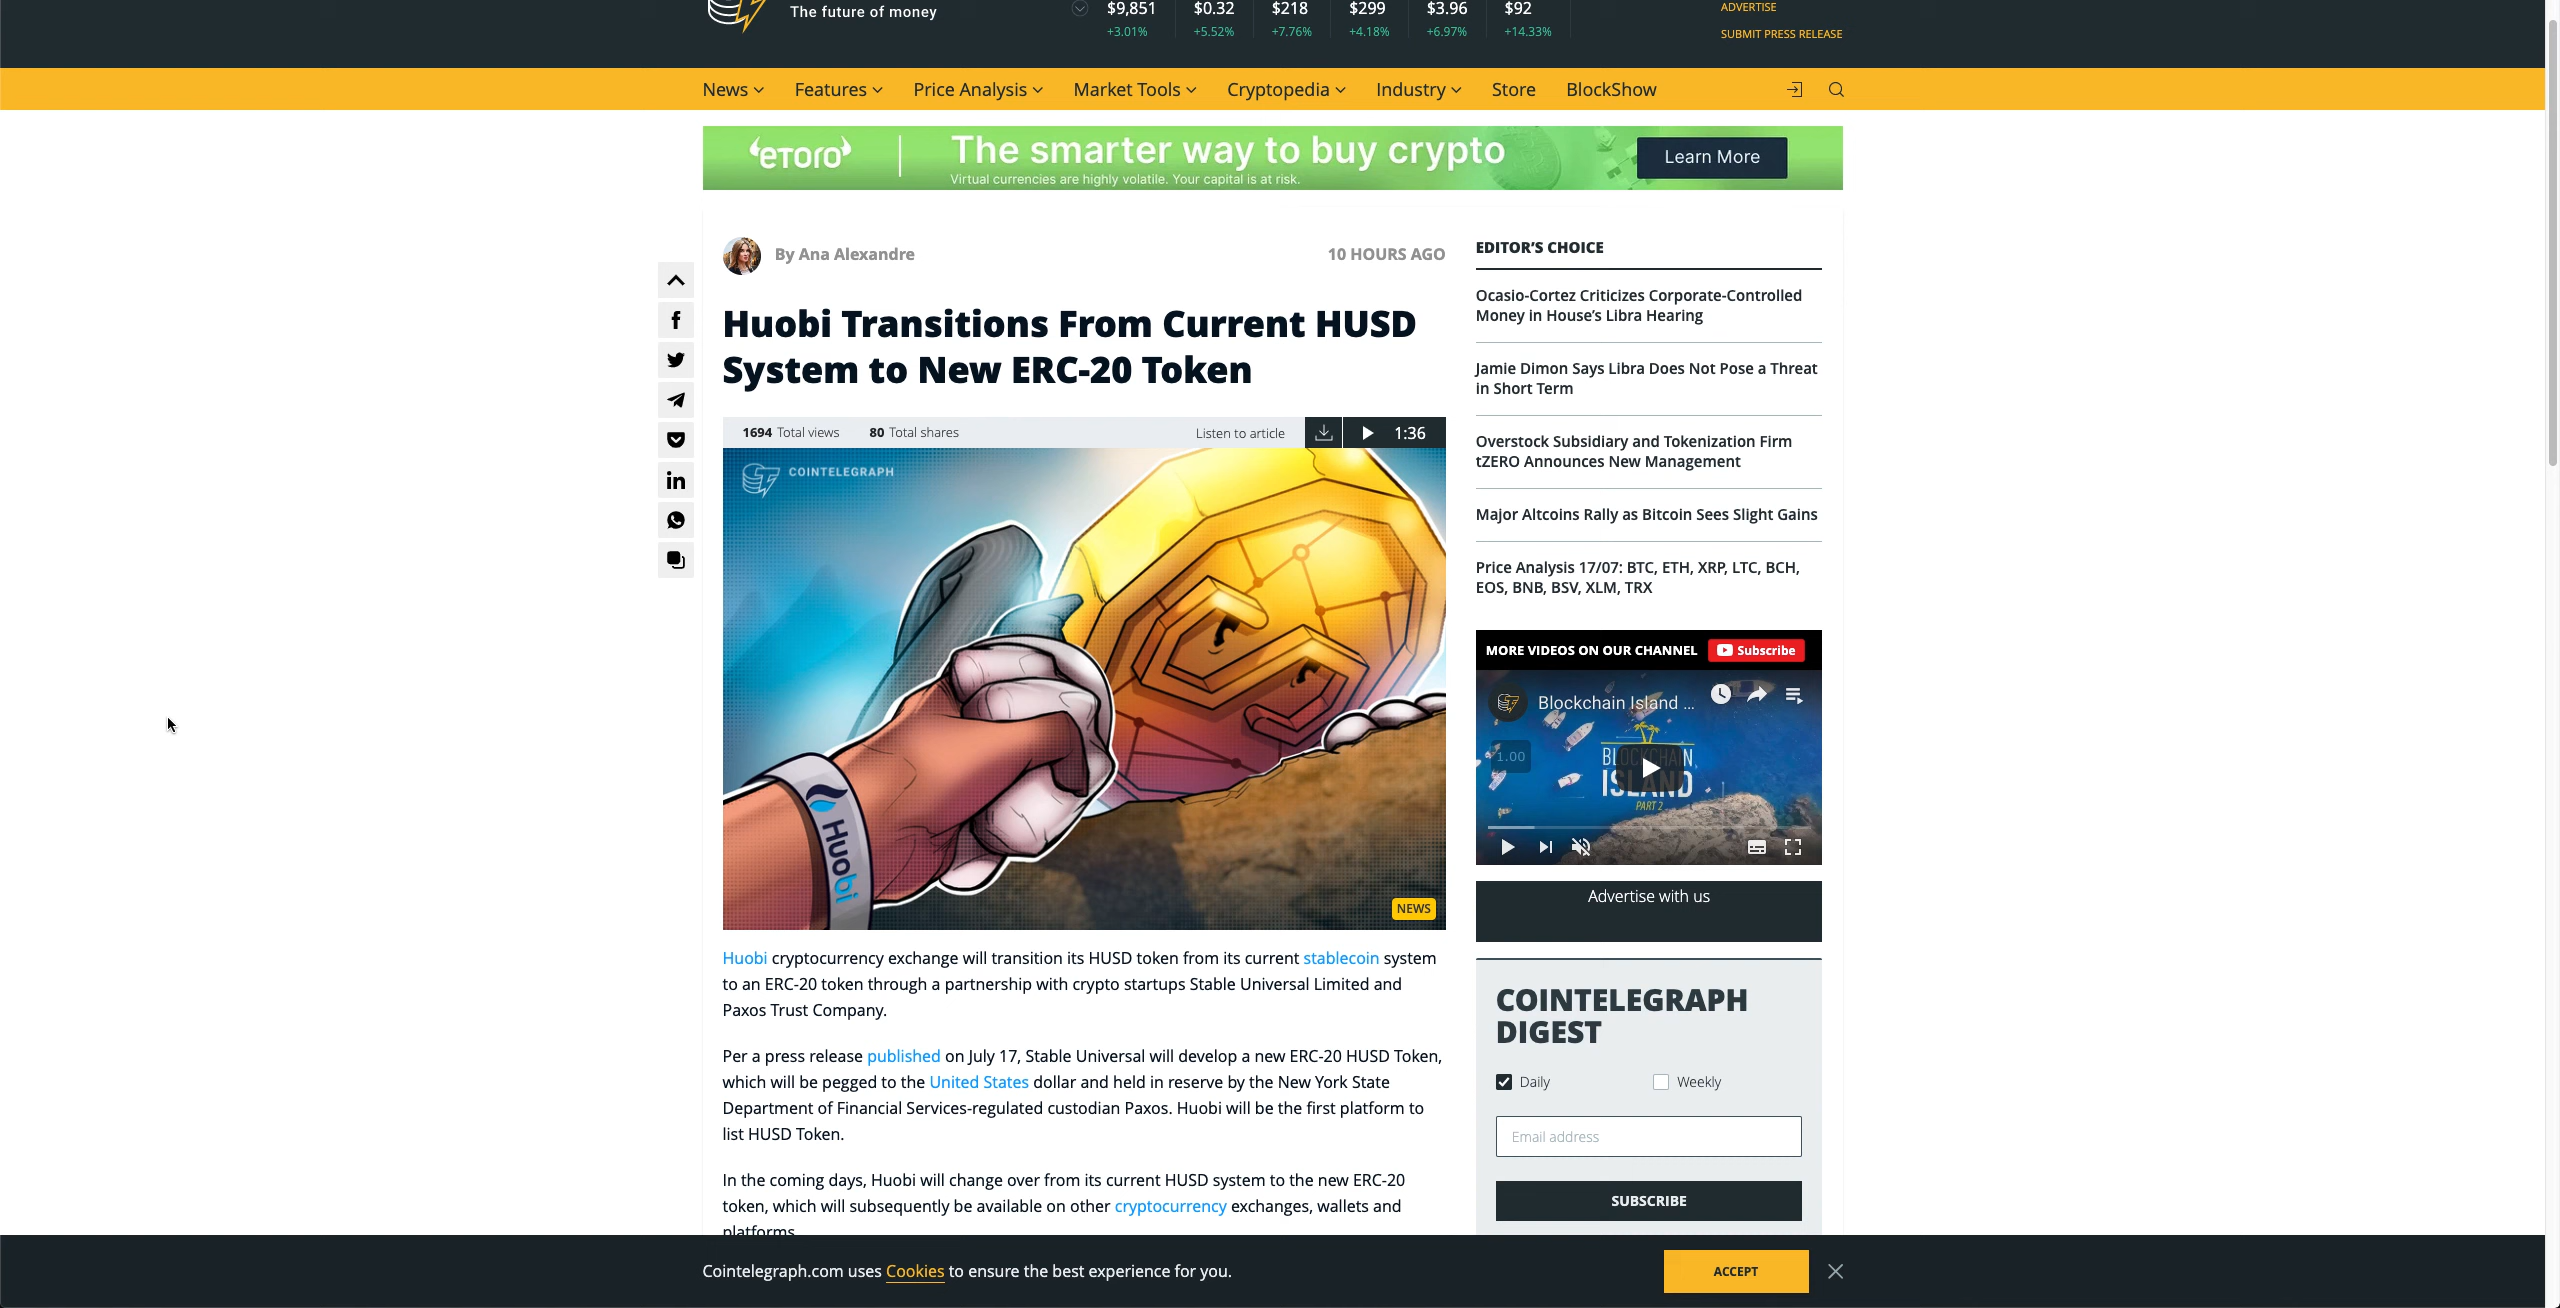 The future of money
$9,851 $0.32 $218 $299 $3.96 $92
+3.01% +5.52% +7.76% +4.18% +6.97% +14.33%
ADVERTISE
SUBMIT PRESS RELEASE
News Features Price Analysis Market Tools Cryptopedia Industry Store BlockShow
eToro
The smarter way to buy crypto
Virtual currencies are highly volatile. Your capital is at risk.
Learn More
By Ana Alexandre
10 HOURS AGO
Huobi Transitions From Current HUSD
System to New ERC-20 Token
1694 Total views 80 Total shares
Listen to article
1:36
COINTELEGRAPH
Huobi
NEWS
Huobi cryptocurrency exchange will transition its HUSD token from its current stablecoin system
to an ERC-20 token through a partnership with crypto startups Stable Universal Limited and
Paxos Trust Company.
Per a press release published on July 17, Stable Universal will develop a new ERC-20 HUSD Token,
which will be pegged to the United States dollar and held in reserve by the New York State
Department of Financial Services-regulated custodian Paxos. Huobi will be the first platform to
list HUSD Token.
In the coming days, Huobi will change over from its current HUSD system to the new ERC-20
token, which will subsequently be available on other cryptocurrency exchanges, wallets and
platforms.
EDITOR’S CHOICE
Ocasio-Cortez Criticizes Corporate-Controlled
Money in House’s Libra Hearing
Jamie Dimon Says Libra Does Not Pose a Threat
in Short Term
Overstock Subsidiary and Tokenization Firm
tZERO Announces New Management
Major Altcoins Rally as Bitcoin Sees Slight Gains
Price Analysis 17/07: BTC, ETH, XRP, LTC, BCH,
EOS, BNB, BSV, XLM, TRX
MORE VIDEOS ON OUR CHANNEL
Subscribe
Blockchain Island ...
1.00
BLOCKCHAIN
ISLAND
PART 2
Advertise with us
COINTELEGRAPH
DIGEST
Daily
Weekly
Email address
SUBSCRIBE
Cointelegraph.com uses Cookies to ensure the best experience for you.
ACCEPT